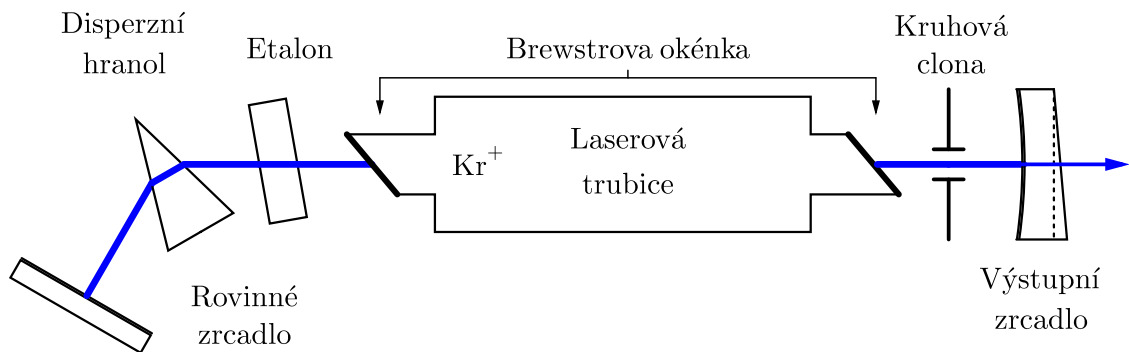 Disperzní
hranol
Etalon
Brewstrova okénka
Kruhová
clona
Kr+
Laserová
trubice
Rovinné
zrcadlo
Výstupní
zrcadlo